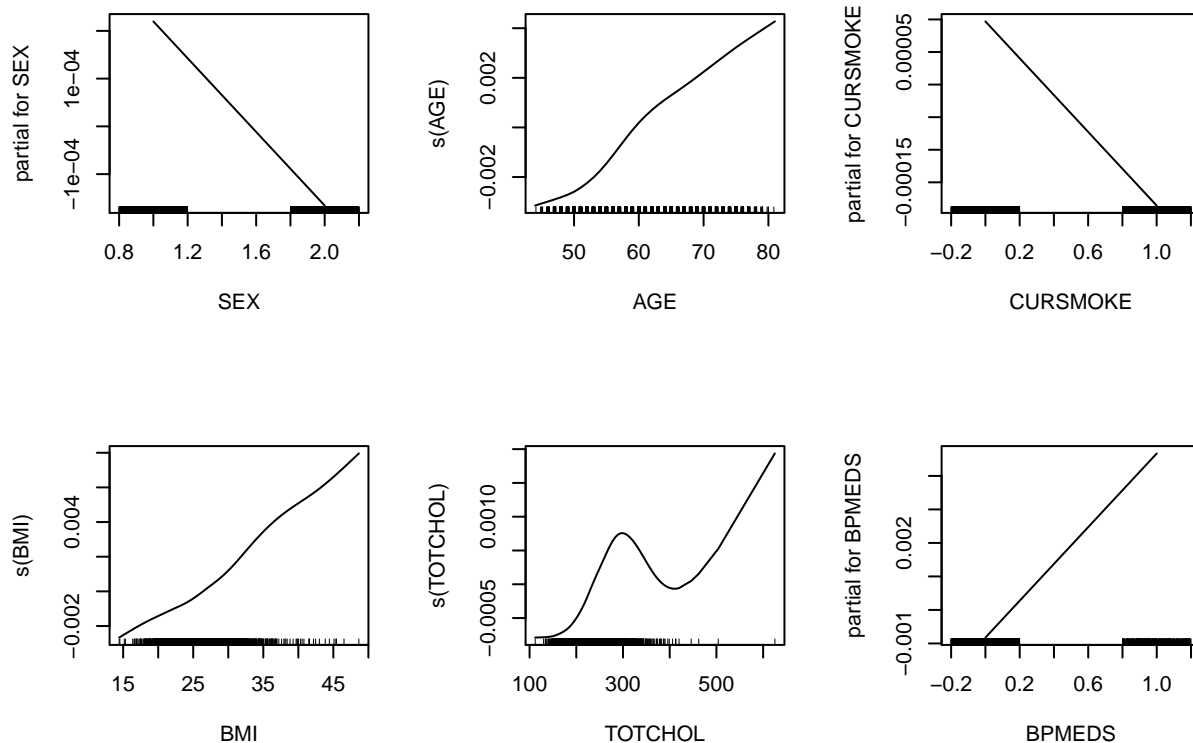 partial for SEX
−1e−04 1e−04
0.8 1.2 1.6 2.0
SEX
s(AGE)
−0.002 0.002
50 60 70 80
AGE
partial for CURSMOKE
−0.00015 0.00005
−0.2 0.2 0.6 1.0
CURSMOKE
s(BMI)
−0.002 0.004
15 25 35 45
BMI
s(TOTCHOL)
−0.0005 0.0010
100 300 500
TOTCHOL
partial for BPMEDS
−0.001 0.002
−0.2 0.2 0.6 1.0
BPMEDS